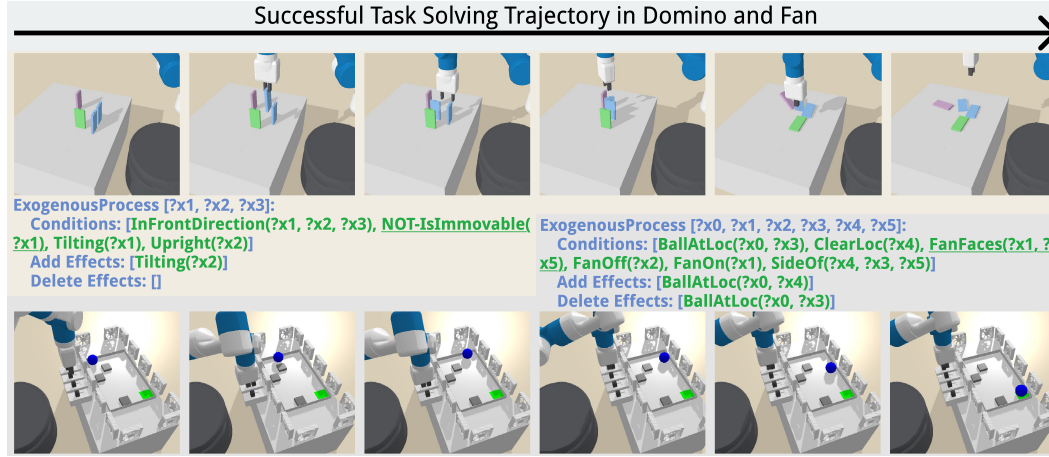 Successful Task Solving Trajectory in Domino and Fan
ExogenousProcess [?x1, ?x2, ?x3]:
Conditions: [InFrontDirection(?x1, ?x2, ?x3), NOT-IsImmovable(
?x1), Tilting(?x1), Upright(?x2)]
Add Effects: [Tilting(?x2)]
Delete Effects: []
ExogenousProcess [?x0, ?x1, ?x2, ?x3, ?x4, ?x5]:
Conditions: [BallAtLoc(?x0, ?x3), ClearLoc(?x4), FanFaces(?x1, ?
x5), FanOff(?x2), FanOn(?x1), SideOf(?x4, ?x3, ?x5)]
Add Effects: [BallAtLoc(?x0, ?x4)]
Delete Effects: [BallAtLoc(?x0, ?x3)]